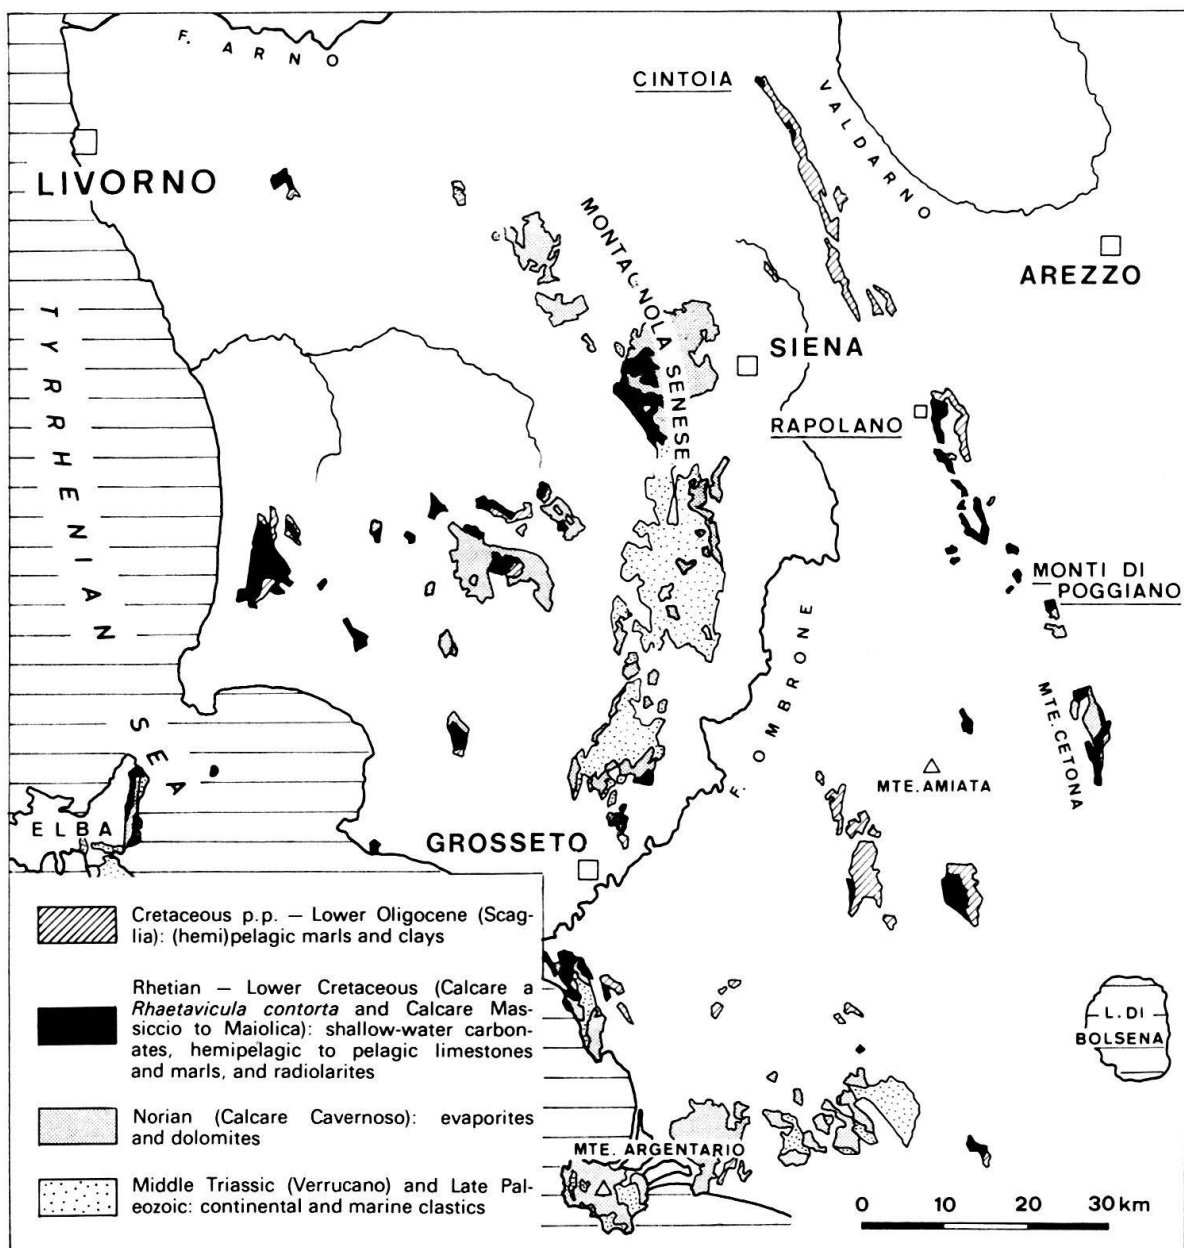 F. ARNO
CINTOIA
VALDARNO
LIVORNO
MONTAGNOLA SENESE
AREZZO
TYRRHENIAN
SEA
SIENA
RAPOLANO
MONTI DI
POGGIANO
F. OMBRONE
MTE. CETONA
MTE. AMIATA
ELBA
GROSSETO
Cretaceous p.p. – Lower Oligocene (Scag-
lia): (hemi)pelagic marls and clays
Rhetian – Lower Cretaceous (Calcare a
Rhaetavicula contorta and Calcare Mas-
siccio to Maiolica): shallow-water carbon-
ates, hemipelagic to pelagic limestones
and marls, and radiolarites
Norian (Calcare Cavernoso): evaporites
and dolomites
Middle Triassic (Verrucano) and Late Pal-
eozoic: continental and marine clastics
L. DI
BOLSENA
MTE. ARGENTARIO
0 10 20 30 km